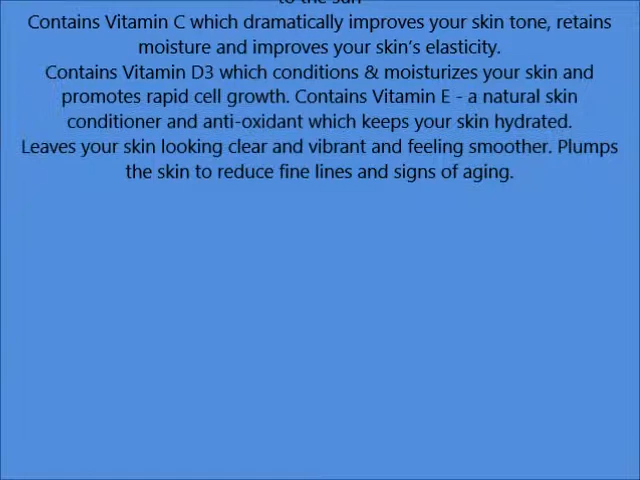 to the sun
Contains Vitamin C which dramatically improves your skin tone, retains
moisture and improves your skin’s elasticity.
Contains Vitamin D3 which conditions & moisturizes your skin and
promotes rapid cell growth. Contains Vitamin E - a natural skin
conditioner and anti-oxidant which keeps your skin hydrated.
Leaves your skin looking clear and vibrant and feeling smoother. Plumps
the skin to reduce fine lines and signs of aging.